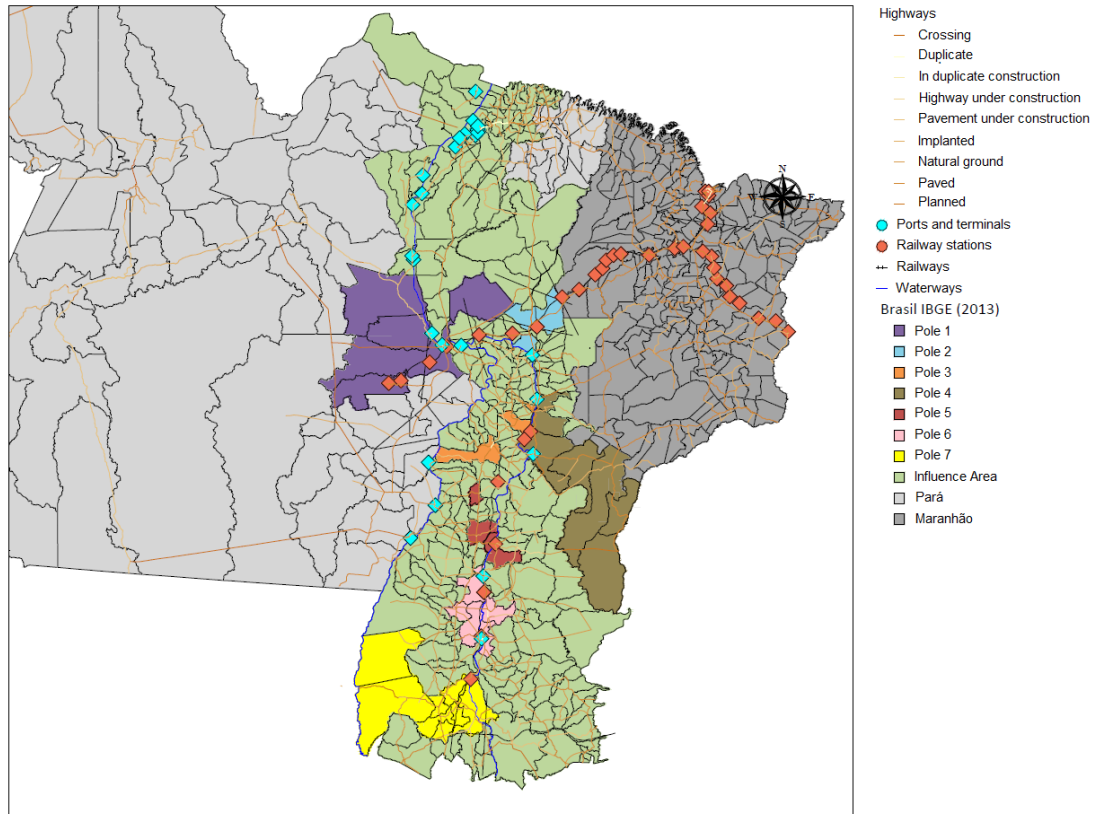 Highways
Crossing
Duplicate
In duplicate construction
Highway under construction
Pavement under construction
Implanted
Natural ground
Paved
Planned
Ports and terminals
Railway stations
Railways
Waterways
Brasil IBGE (2013)
Pole 1
Pole 2
Pole 3
Pole 4
Pole 5
Pole 6
Pole 7
Influence Area
Pará
Maranhão
N
E